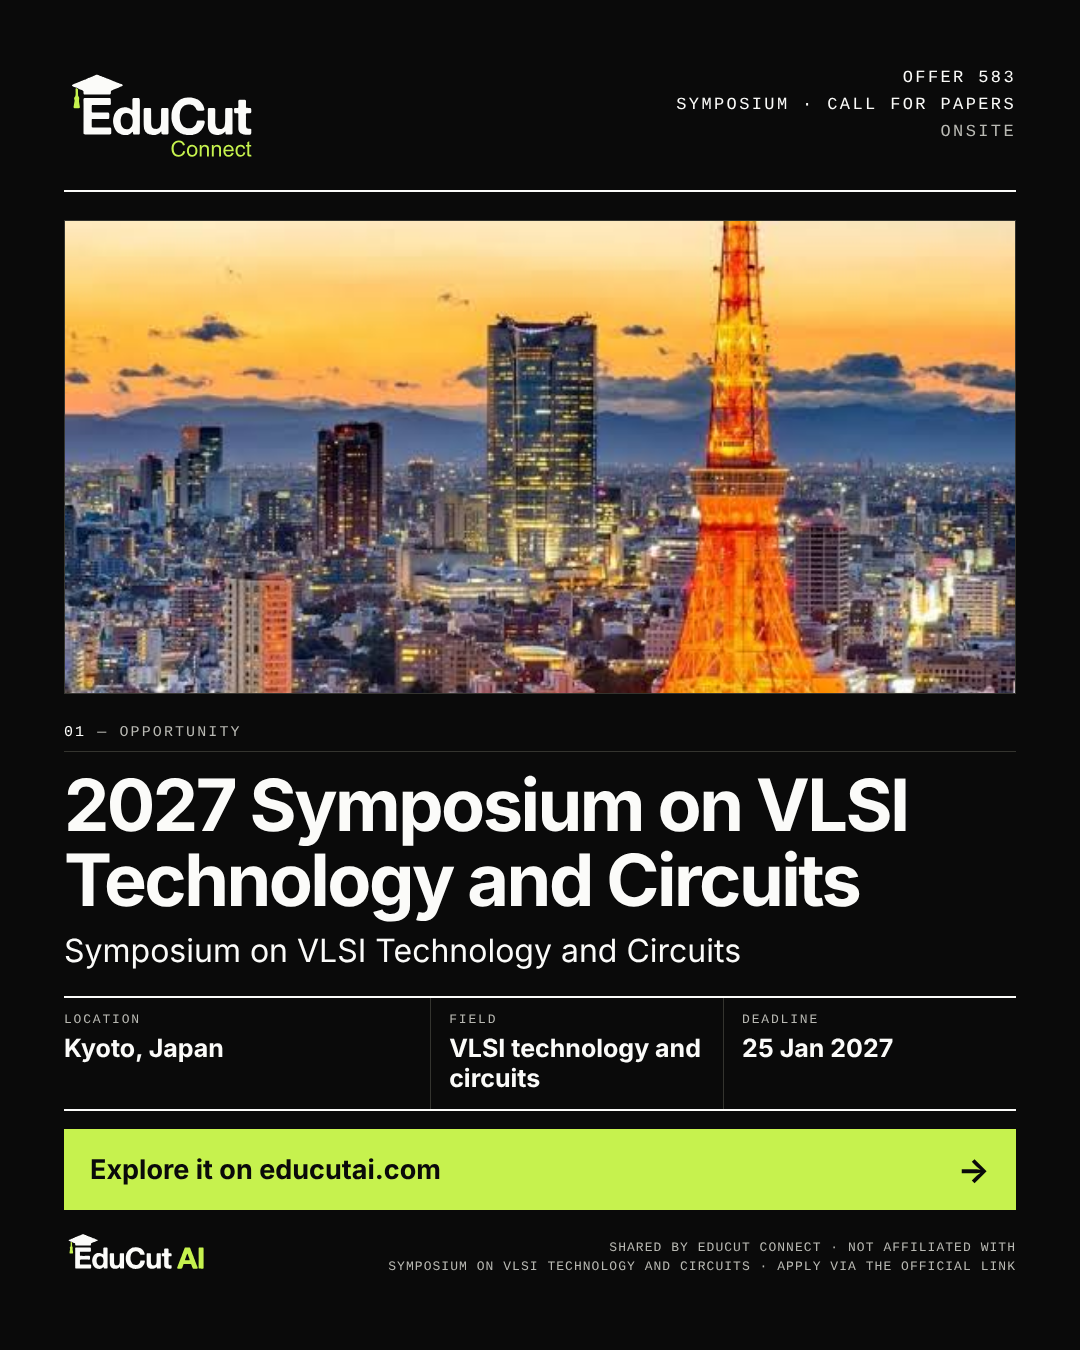 EduCut
Connect
OFFER 583
SYMPOSIUM · CALL FOR PAPERS
ONSITE
01 — OPPORTUNITY
2027 Symposium on VLSI
Technology and Circuits
Symposium on VLSI Technology and Circuits
LOCATION
Kyoto, Japan
FIELD
VLSI technology and
circuits
DEADLINE
25 Jan 2027
Explore it on educutai.com →
EduCut AI
SHARED BY EDUCUT CONNECT · NOT AFFILIATED WITH
SYMPOSIUM ON VLSI TECHNOLOGY AND CIRCUITS · APPLY VIA THE OFFICIAL LINK